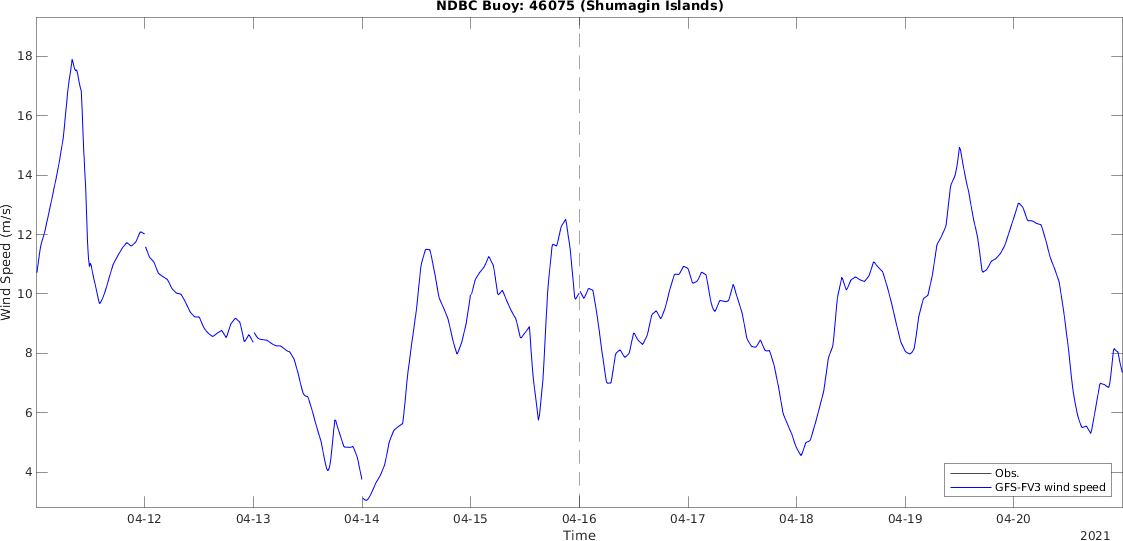 NDBC Buoy: 46075 (Shumagin Islands)
18
16
14
12
10
8
6
4
Wind Speed (m/s)
Obs.
GFS-FV3 wind speed
04-12 04-13 04-14 04-15 04-16 04-17 04-18 04-19 04-20
Time
2021